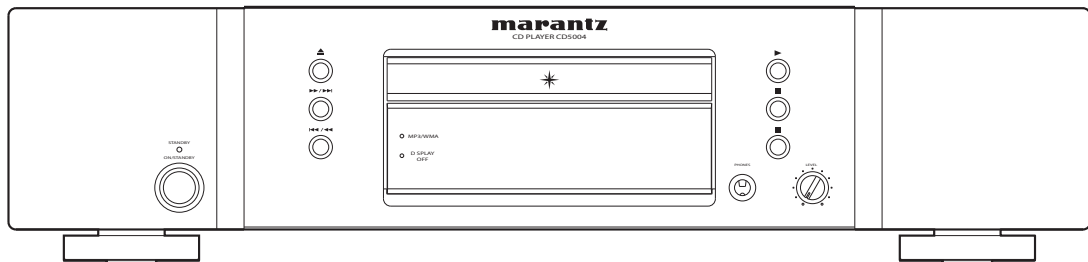 marantz
CD PLAYER CD5004
MP3/WMA
D SPLAY
OFF
STANDBY
ON/STANDBY
PHONES
LEVEL